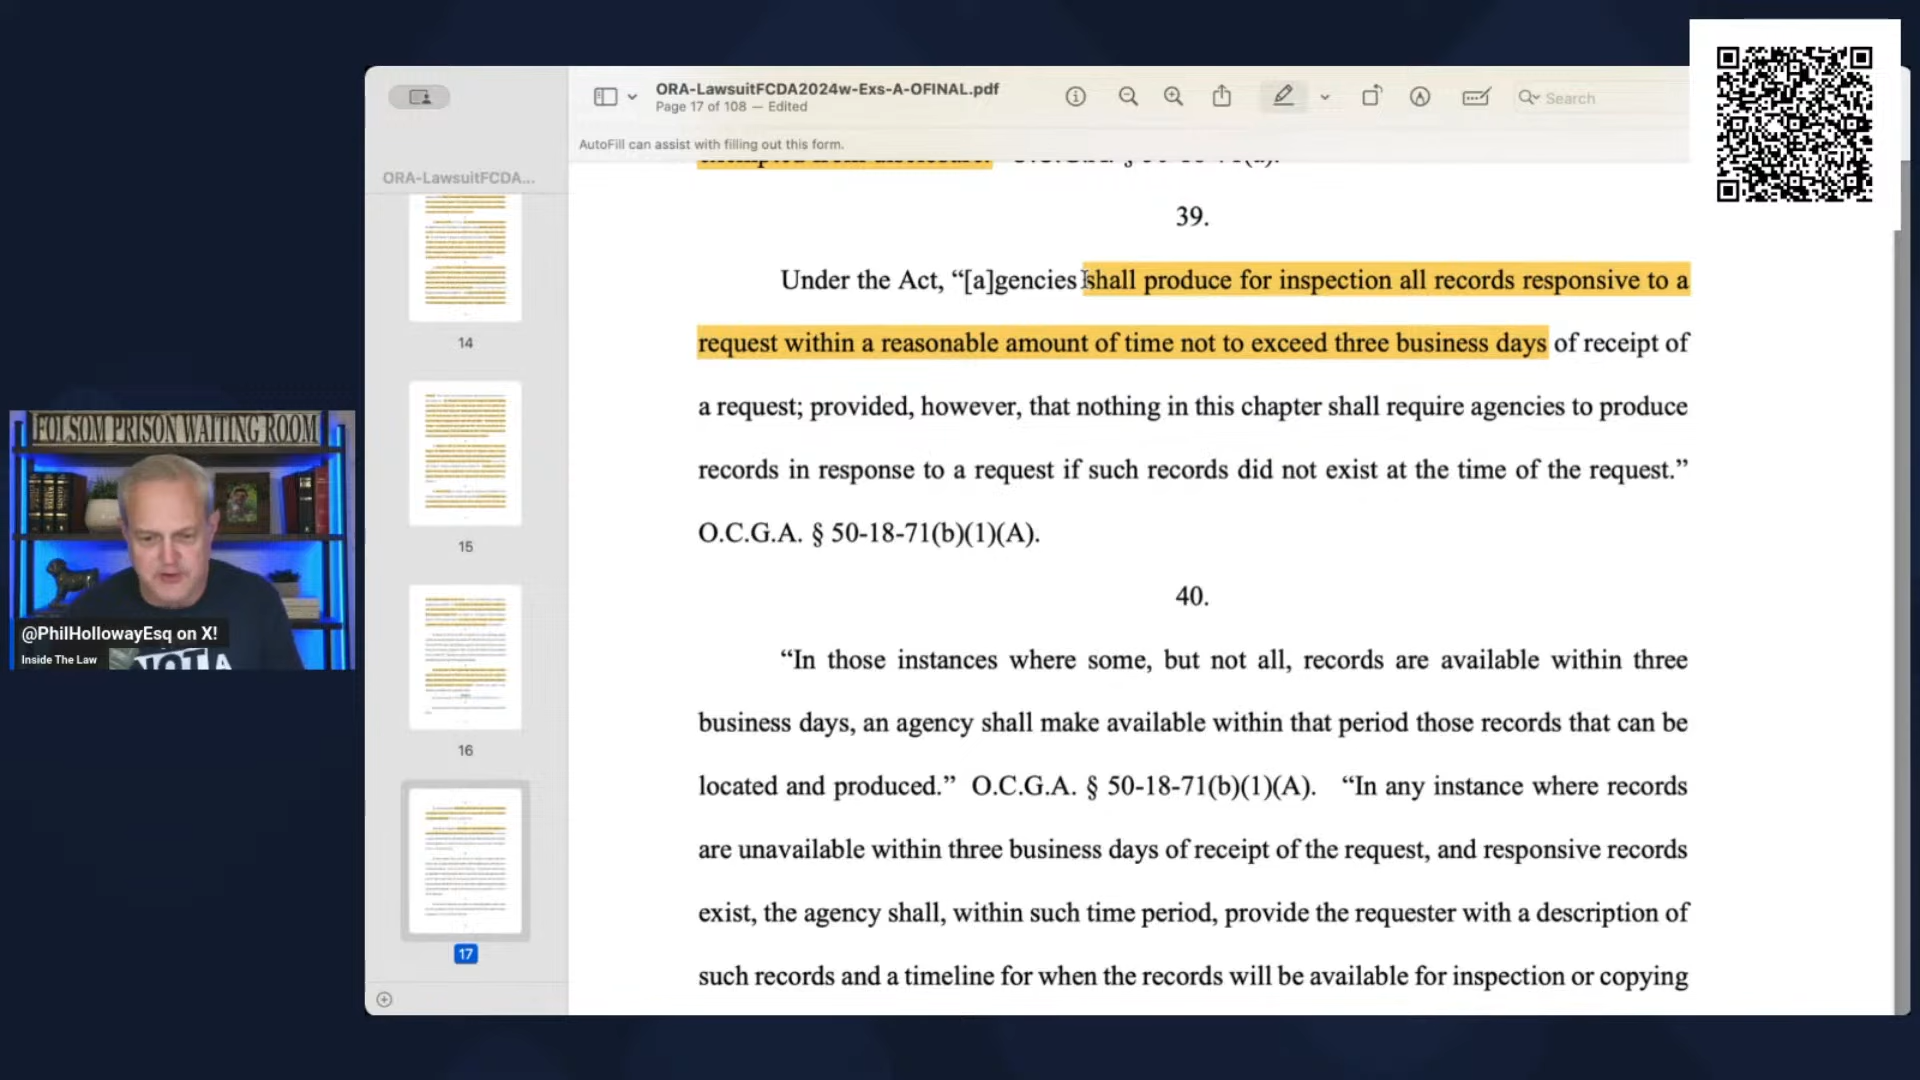 ORA-LawsuitFCDA2024w-Exs-A-OFINAL.pdf
Page 17 of 108 — Edited
Search
AutoFill can assist with filling out this form.
ORA-LawsuitFCDA...
14
15
16
17
39.
Under the Act, “[a]gencies shall produce for inspection all records responsive to a
request within a reasonable amount of time not to exceed three business days of receipt of
a request; provided, however, that nothing in this chapter shall require agencies to produce
records in response to a request if such records did not exist at the time of the request.”
O.C.G.A. § 50-18-71(b)(1)(A).
40.
“In those instances where some, but not all, records are available within three
business days, an agency shall make available within that period those records that can be
located and produced.” O.C.G.A. § 50-18-71(b)(1)(A). “In any instance where records
are unavailable within three business days of receipt of the request, and responsive records
exist, the agency shall, within such time period, provide the requester with a description of
such records and a timeline for when the records will be available for inspection or copying
FOLSOM PRISON WAITING ROOM
@PhilHollowayEsq on X!
Inside The Law